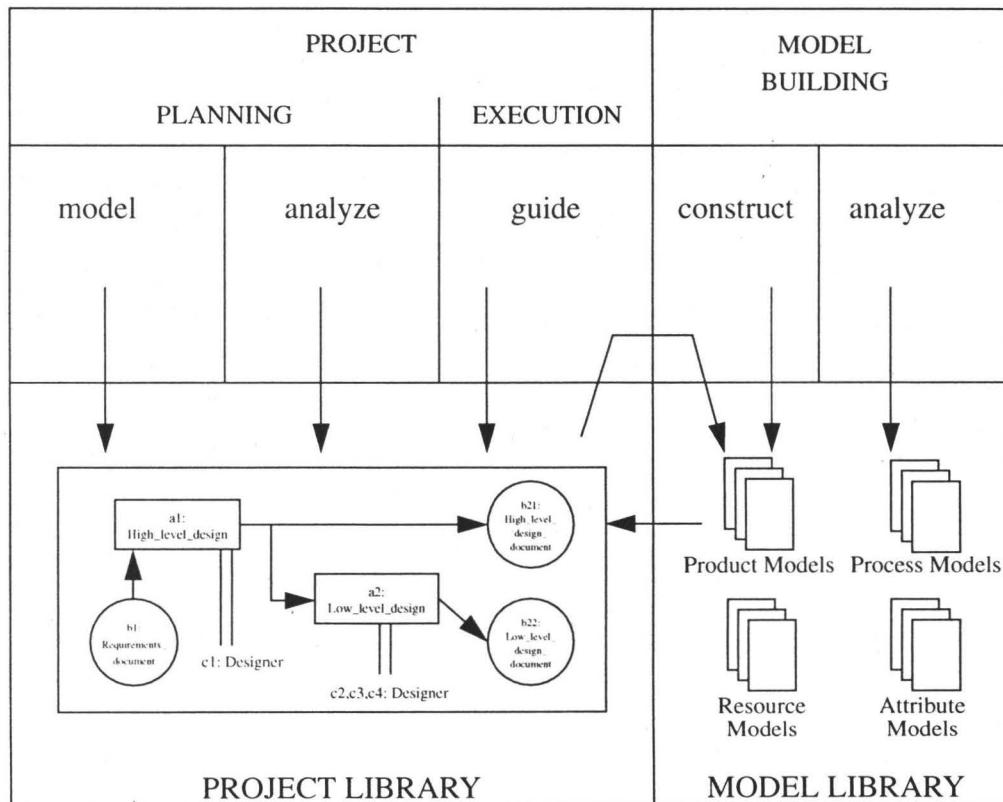 PROJECT
MODEL
BUILDING
PLANNING
EXECUTION
model
analyze
guide
construct
analyze
a1:
High_level_design
b21:
High_level_
design_
document
a2:
Low_level_design
b1:
Requirements_
document
b22:
Low_level_
design_
document
c1: Designer
c2,c3,c4: Designer
Product Models
Process Models
Resource
Models
Attribute
Models
PROJECT LIBRARY
MODEL LIBRARY